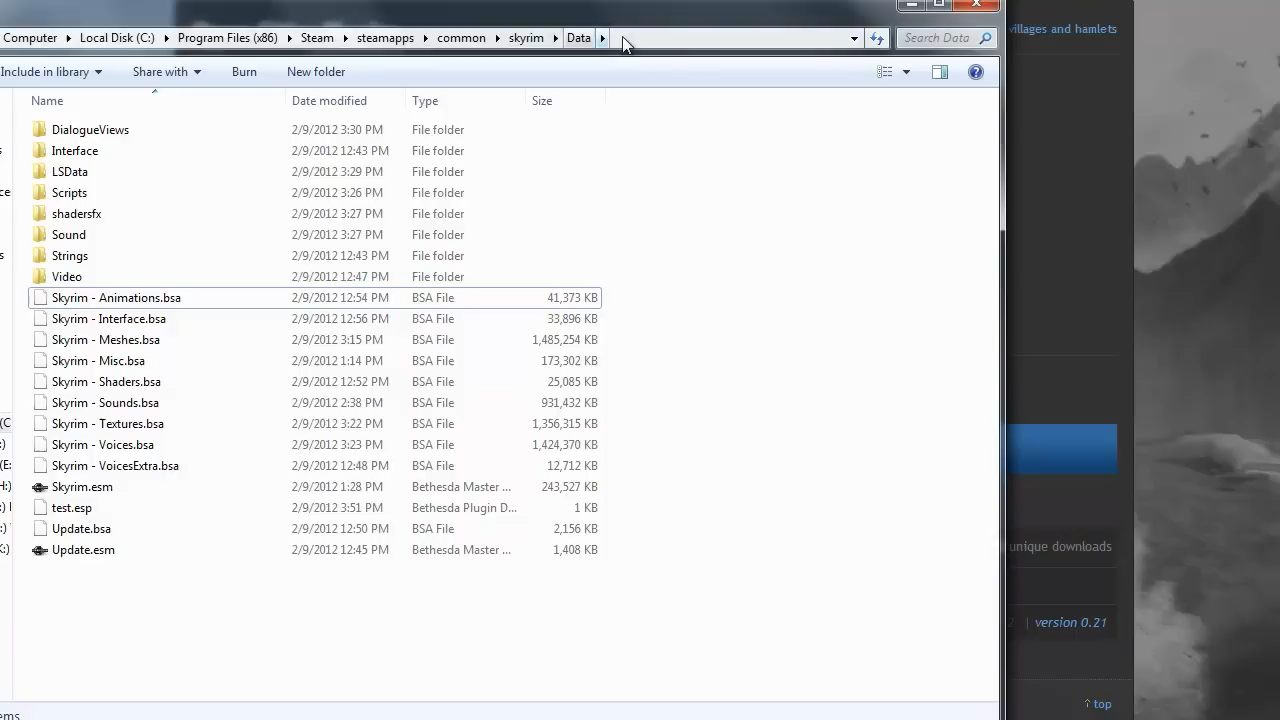 Computer Local Disk (C:) Program Files (x86) Steam steamapps common skyrim Data Search Data
villages and hamlets
Include in library Share with Burn New folder
Name Date modified Type Size
DialogueViews 2/9/2012 3:30 PM File folder
Interface 2/9/2012 12:43 PM File folder
LSData 2/9/2012 3:29 PM File folder
Scripts 2/9/2012 3:26 PM File folder
shadersfx 2/9/2012 3:27 PM File folder
Sound 2/9/2012 3:27 PM File folder
Strings 2/9/2012 12:43 PM File folder
Video 2/9/2012 12:47 PM File folder
Skyrim - Animations.bsa 2/9/2012 12:54 PM BSA File 41,373 KB
Skyrim - Interface.bsa 2/9/2012 12:56 PM BSA File 33,896 KB
Skyrim - Meshes.bsa 2/9/2012 3:15 PM BSA File 1,485,254 KB
Skyrim - Misc.bsa 2/9/2012 1:14 PM BSA File 173,302 KB
Skyrim - Shaders.bsa 2/9/2012 12:52 PM BSA File 25,085 KB
Skyrim - Sounds.bsa 2/9/2012 2:38 PM BSA File 931,432 KB
Skyrim - Textures.bsa 2/9/2012 3:22 PM BSA File 1,356,315 KB
Skyrim - Voices.bsa 2/9/2012 3:23 PM BSA File 1,424,370 KB
Skyrim - VoicesExtra.bsa 2/9/2012 12:48 PM BSA File 12,712 KB
Skyrim.esm 2/9/2012 1:28 PM Bethesda Master ... 243,527 KB
test.esp 2/9/2012 3:51 PM Bethesda Plugin D... 1 KB
Update.bsa 2/9/2012 12:50 PM BSA File 2,156 KB
Update.esm 2/9/2012 12:45 PM Bethesda Master ... 1,408 KB
unique downloads
2 | version 0.21
↑ top